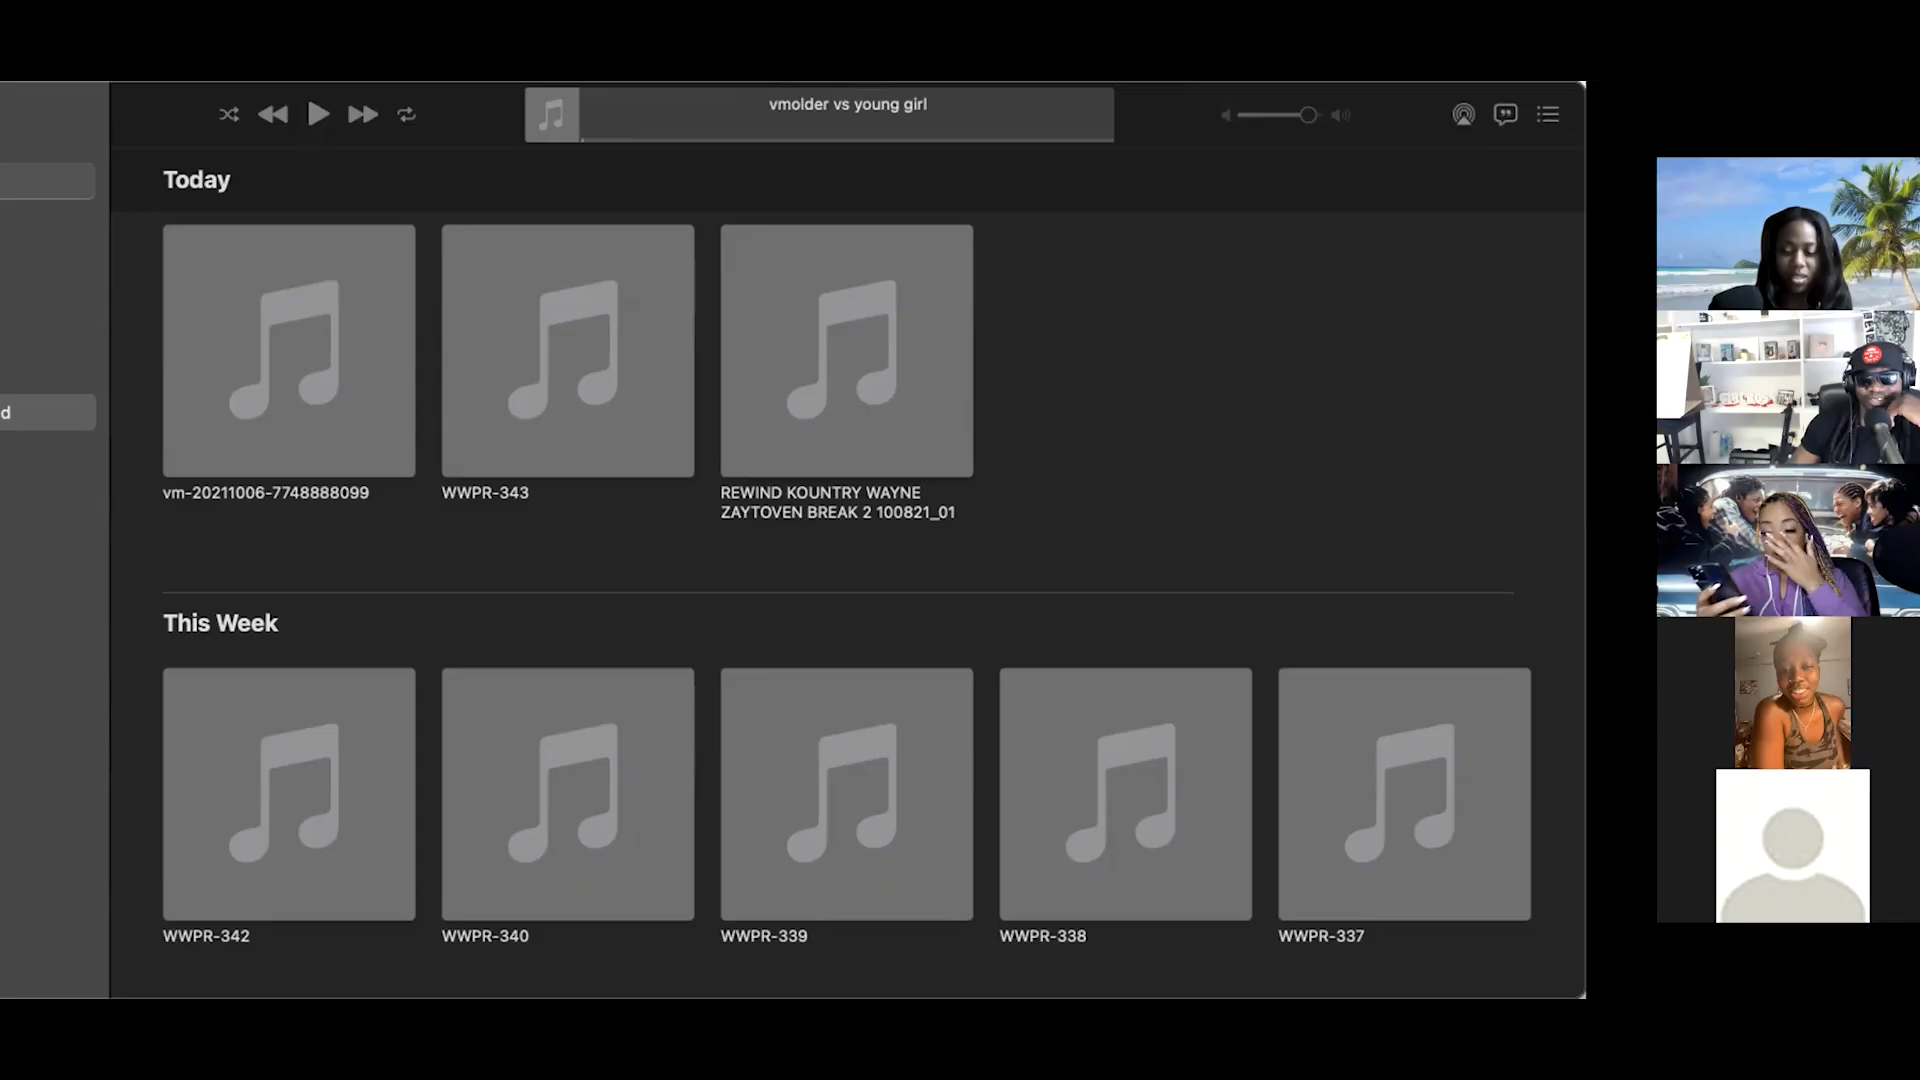 vmolder vs young girl
Today
d
vm-20211006-7748888099
WWPR-343
REWIND KOUNTRY WAYNE
ZAYTOVEN BREAK 2 100821_01
This Week
WWPR-342
WWPR-340
WWPR-339
WWPR-338
WWPR-337